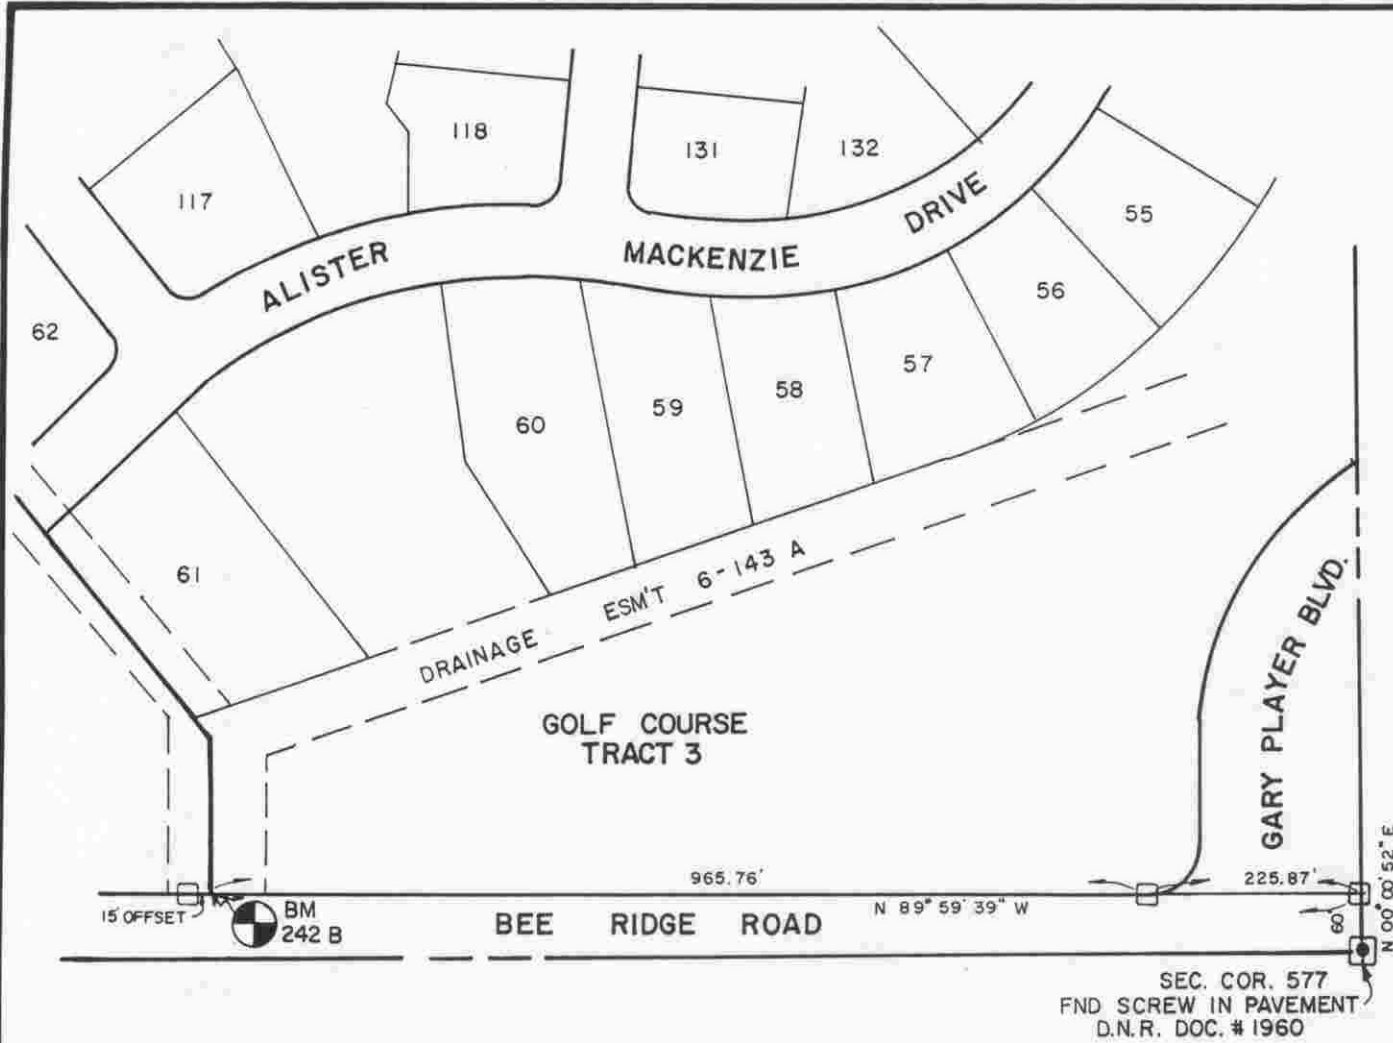 118
131
132
117
55
ALISTER MACKENZIE DRIVE
56
62
57
58
59
60
61
DRAINAGE ESM'T 6-143 A
GOLF COURSE
TRACT 3
GARY PLAYER BLVD.
965.76'
225.87'
N 00° 00' 52" E
60'
15' OFFSET
BM
242 B
BEE RIDGE ROAD
N 89° 59' 39" W
SEC. COR. 577
FND SCREW IN PAVEMENT
D.N.R. DOC. # 1960